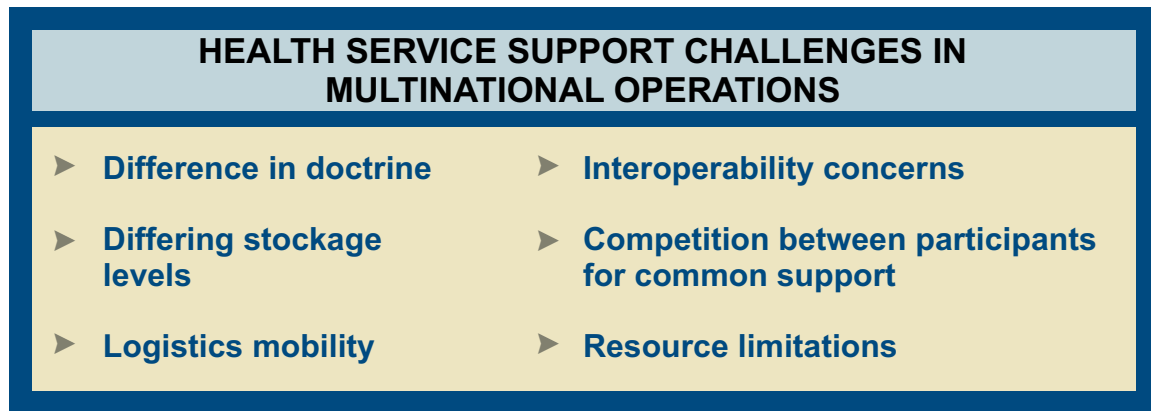 HEALTH SERVICE SUPPORT CHALLENGES IN
MULTINATIONAL OPERATIONS
Difference in doctrine
Differing stockage
levels
Logistics mobility
Interoperability concerns
Competition between participants
for common support
Resource limitations